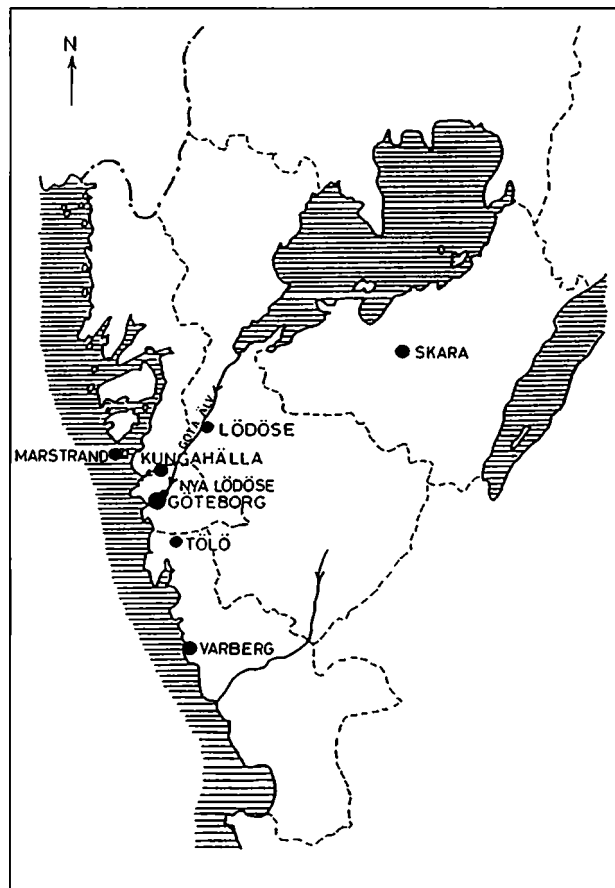 N
SKARA
GÖTA ÄLV
LÖDÖSE
MARSTRAND
KUNGAHÄLLA
NYA LÖDÖSE
GÖTEBORG
TÖLÖ
VARBERG